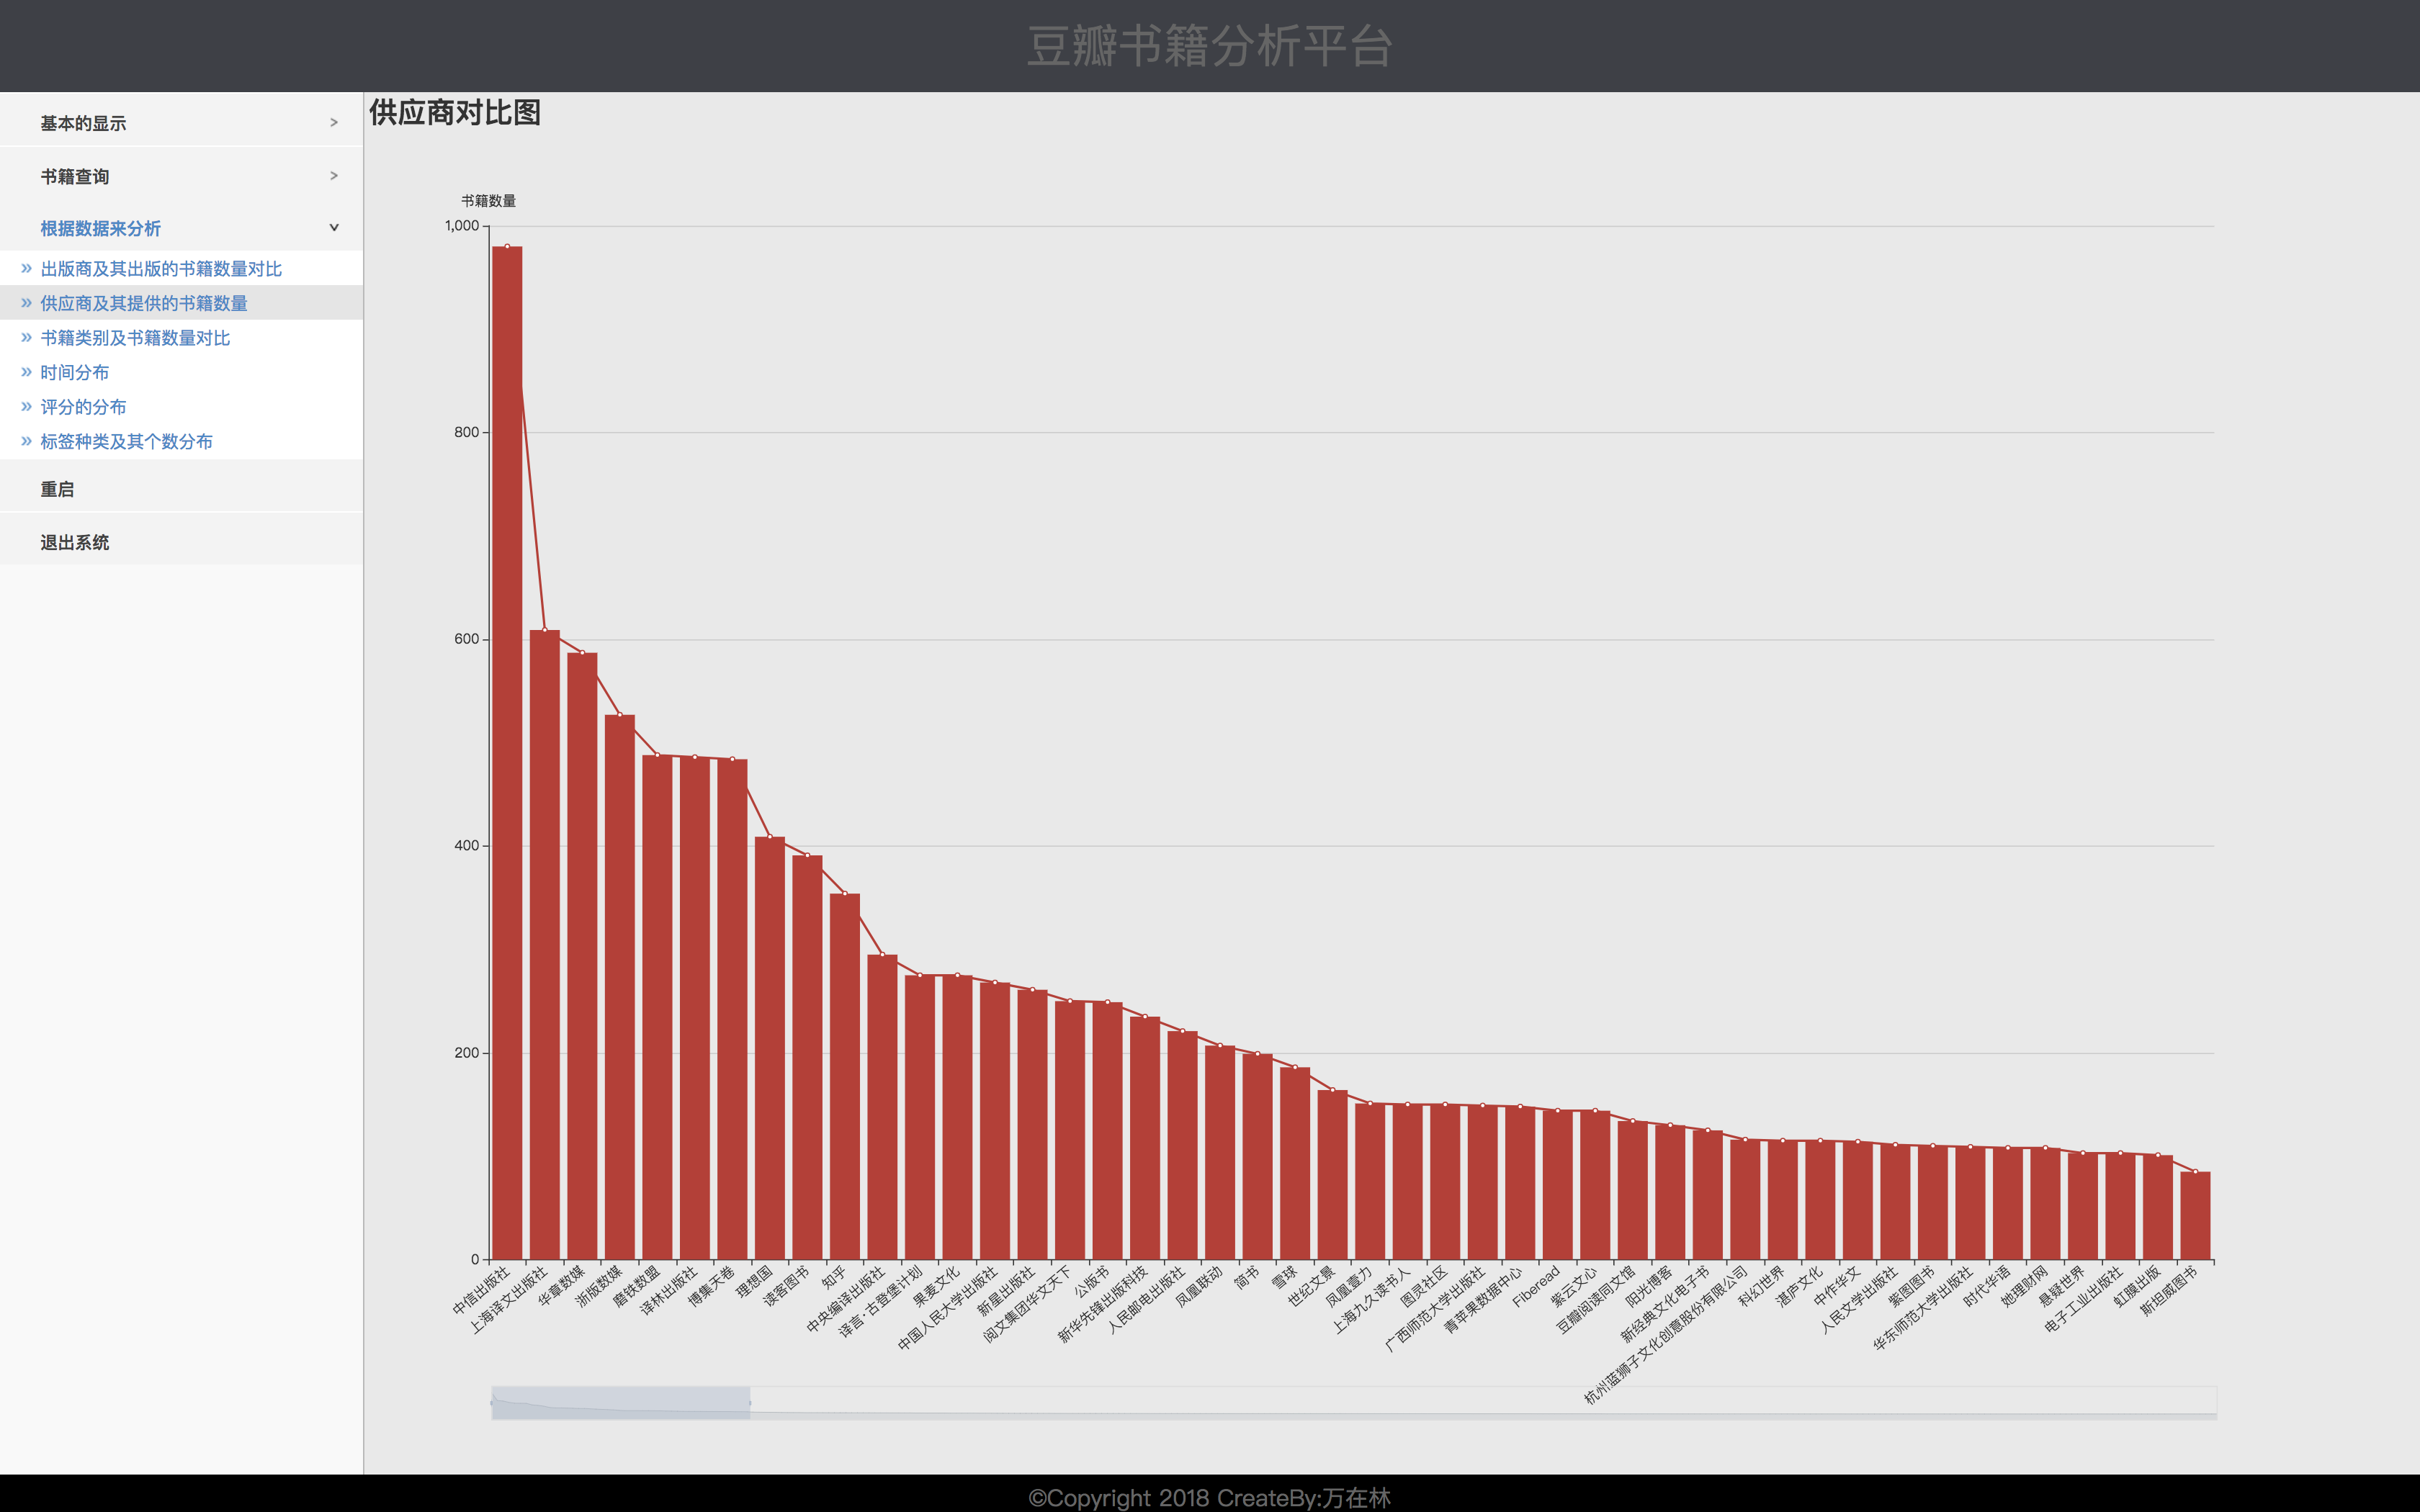 豆瓣书籍分析平台
基本的显示
>
书籍查询
>
根据数据来分析
» 出版商及其出版的书籍数量对比
» 供应商及其提供的书籍数量
» 书籍类别及书籍数量对比
» 时间分布
» 评分的分布
» 标签种类及其个数分布
重启
退出系统
供应商对比图
书籍数量
1,000
800
600
400
200
0
中信出版社
上海译文出版社
华章数媒
浙版数媒
磨铁数盟
译林出版社
博集天卷
理想国
读客图书
知乎
中央编译出版社
译言·古登堡计划
果麦文化
中国人民大学出版社
新星出版社
阅文集团华文天下
公版书
新华先锋出版科技
人民邮电出版社
凤凰联动
简书
雪球
世纪文景
凤凰壹力
上海九久读书人
图灵社区
广西师范大学出版社
青苹果数据中心
Fiberead
紫云文心
豆瓣阅读同文馆
阳光博客
新经典文化电子书
杭州蓝狮子文化创意股份有限公司
科幻世界
湛庐文化
中作华文
人民文学出版社
紫图图书
华东师范大学出版社
时代华语
地理财网
悬疑世界
电子工业出版社
虹膜出版
斯坦威图书
©Copyright 2018 CreateBy:万在林